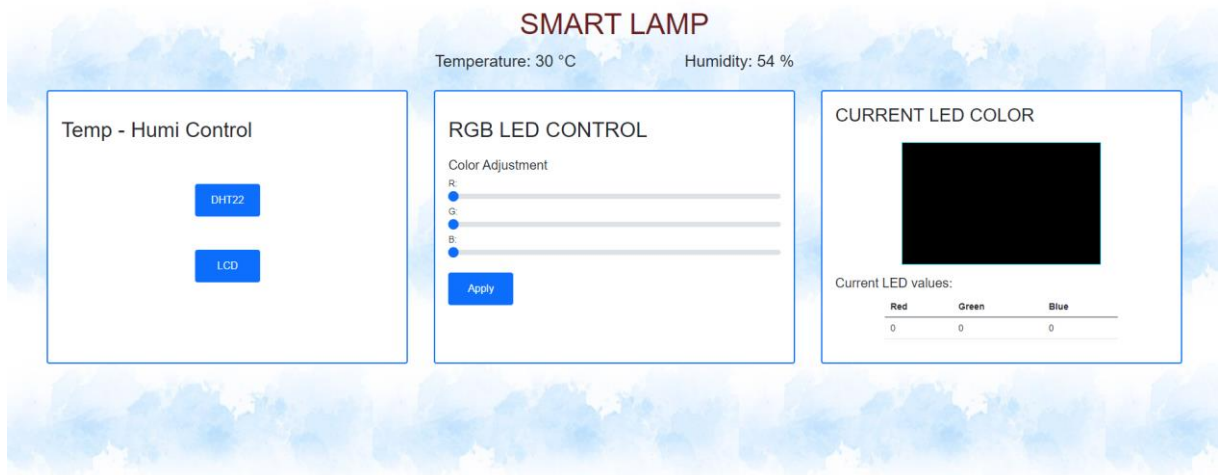 SMART LAMP
Temperature: 30 °C Humidity: 54 %
Temp - Humi Control
DHT22
LCD
RGB LED CONTROL
Color Adjustment
R:
G:
B:
Apply
CURRENT LED COLOR
Current LED values:
Red Green Blue
0 0 0